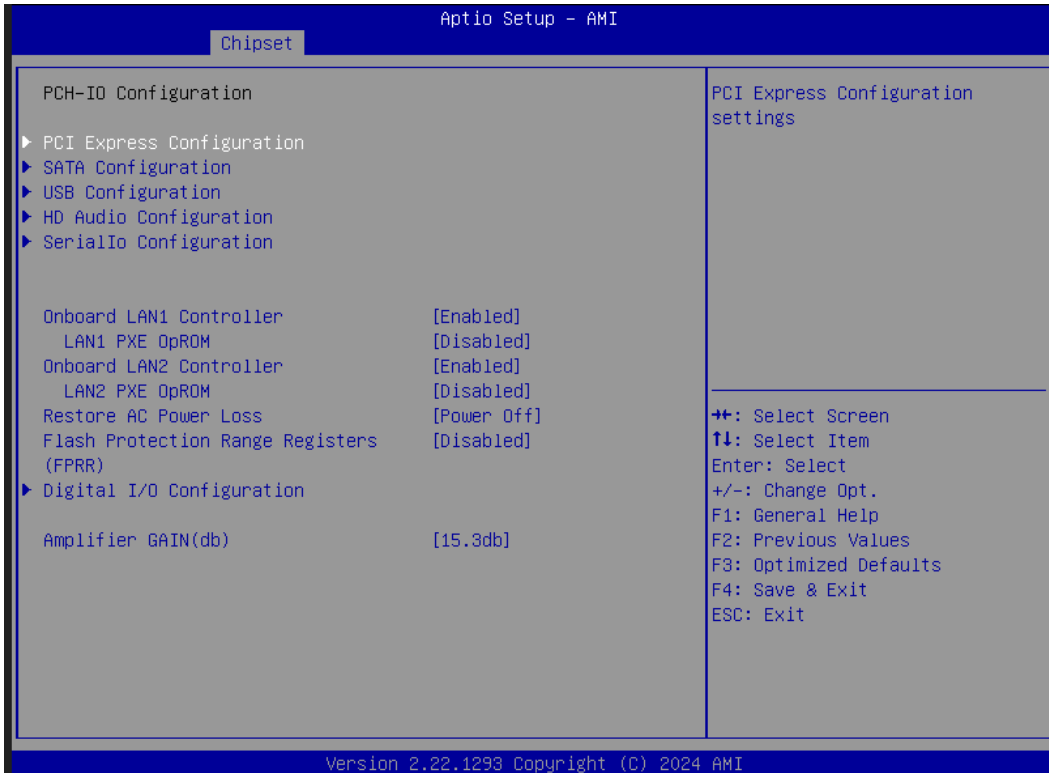 Aptio Setup - AMI
Chipset
PCH-IO Configuration
PCI Express Configuration
SATA Configuration
USB Configuration
HD Audio Configuration
SerialIo Configuration
Onboard LAN1 Controller [Enabled]
LAN1 PXE OpROM [Disabled]
Onboard LAN2 Controller [Enabled]
LAN2 PXE OpROM [Disabled]
Restore AC Power Loss [Power Off]
Flash Protection Range Registers [Disabled]
(FPRR)
Digital I/O Configuration
Amplifier GAIN(db) [15.3db]
PCI Express Configuration
settings
→←: Select Screen
↑↓: Select Item
Enter: Select
+/-: Change Opt.
F1: General Help
F2: Previous Values
F3: Optimized Defaults
F4: Save & Exit
ESC: Exit
Version 2.22.1293 Copyright (C) 2024 AMI